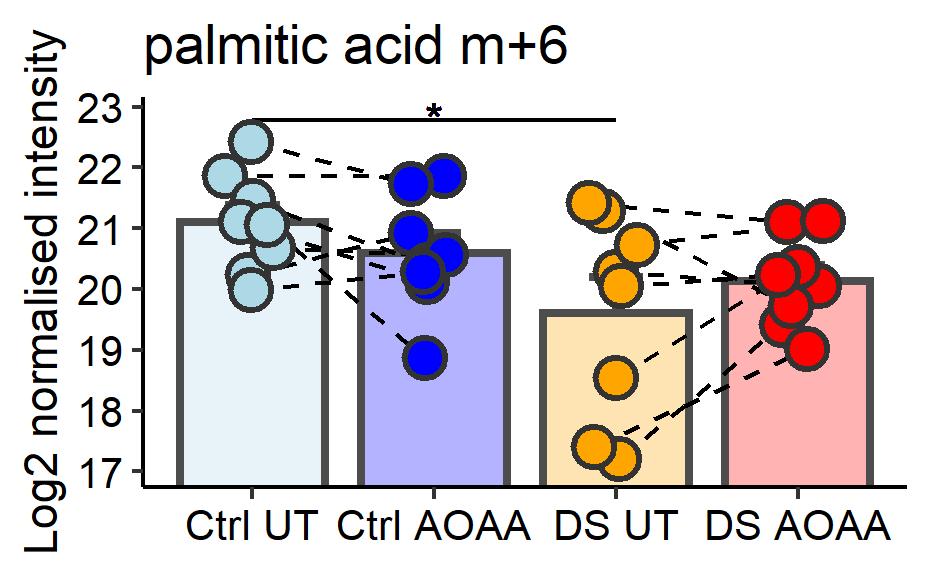 palmitic acid m+6
Log2 normalised intensity
23
22
21
20
19
18
17
*
Ctrl UT
Ctrl AOAA
DS UT
DS AOAA